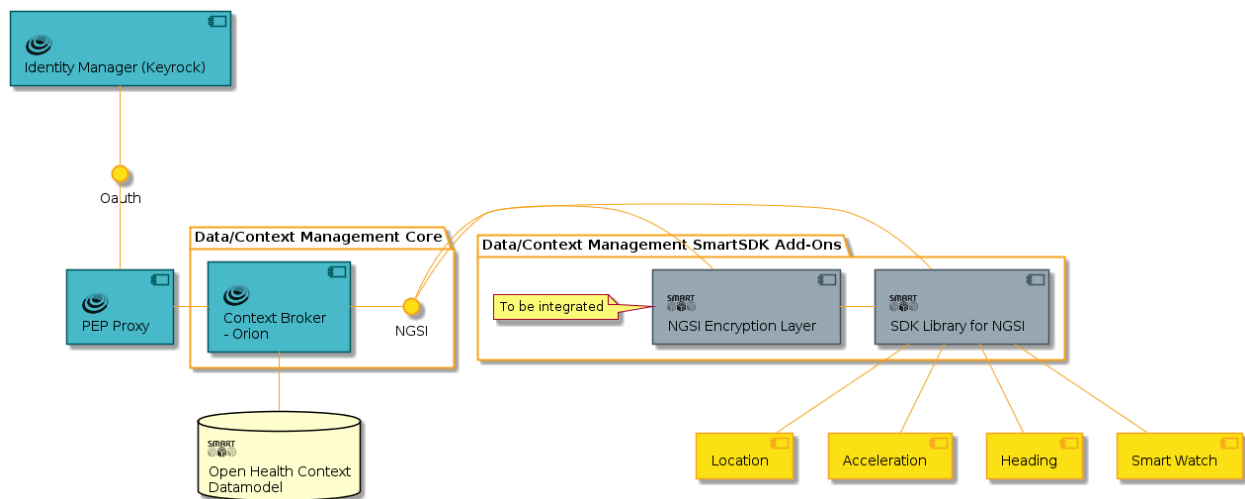 Identity Manager (Keyrock)
Oauth
Data/Context Management Core
Data/Context Management SmartSDK Add-Ons
PEP Proxy
Context Broker
- Orion
NGSI
To be integrated
SMART
NGSI Encryption Layer
SMART
SDK Library for NGSI
SMART
Open Health Context
Datamodel
Location
Acceleration
Heading
Smart Watch